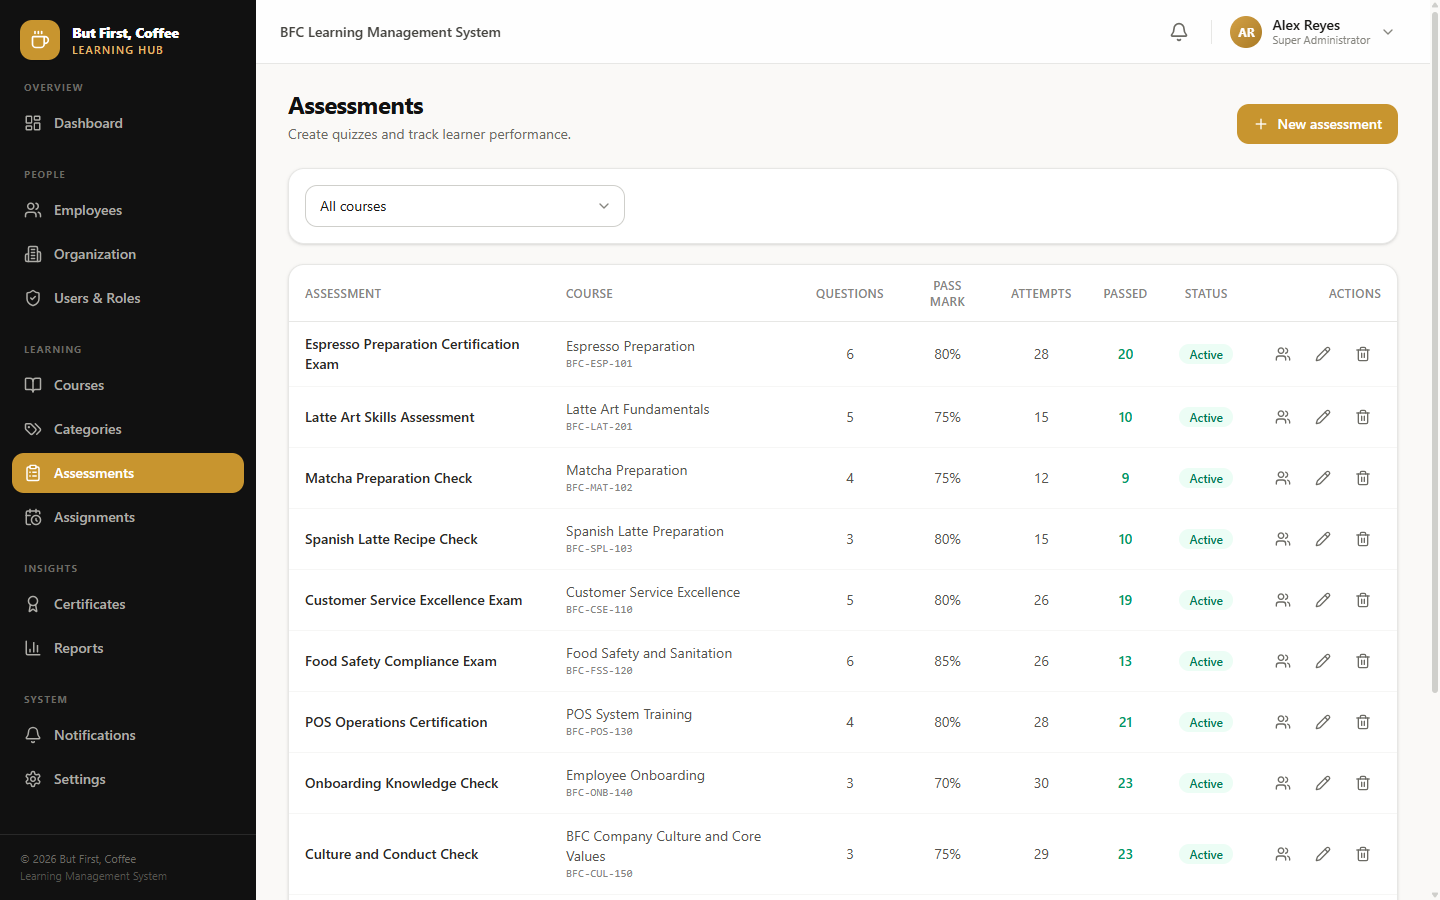 But First, Coffee
LEARNING HUB
OVERVIEW
Dashboard
PEOPLE
Employees
Organization
Users & Roles
LEARNING
Courses
Categories
Assessments
Assignments
INSIGHTS
Certificates
Reports
SYSTEM
Notifications
Settings
© 2026 But First, Coffee
Learning Management System
BFC Learning Management System
AR
Alex Reyes
Super Administrator
Assessments
Create quizzes and track learner performance.
New assessment
All courses
ASSESSMENT COURSE QUESTIONS PASS MARK ATTEMPTS PASSED STATUS ACTIONS
Espresso Preparation Certification Exam
Espresso Preparation
BFC-ESP-101
6 80% 28 20 Active
Latte Art Skills Assessment
Latte Art Fundamentals
BFC-LAT-201
5 75% 15 10 Active
Matcha Preparation Check
Matcha Preparation
BFC-MAT-102
4 75% 12 9 Active
Spanish Latte Recipe Check
Spanish Latte Preparation
BFC-SPL-103
3 80% 15 10 Active
Customer Service Excellence Exam
Customer Service Excellence
BFC-CSE-110
5 80% 26 19 Active
Food Safety Compliance Exam
Food Safety and Sanitation
BFC-FSS-120
6 85% 26 13 Active
POS Operations Certification
POS System Training
BFC-POS-130
4 80% 28 21 Active
Onboarding Knowledge Check
Employee Onboarding
BFC-ONB-140
3 70% 30 23 Active
Culture and Conduct Check
BFC Company Culture and Core Values
BFC-CUL-150
3 75% 29 23 Active